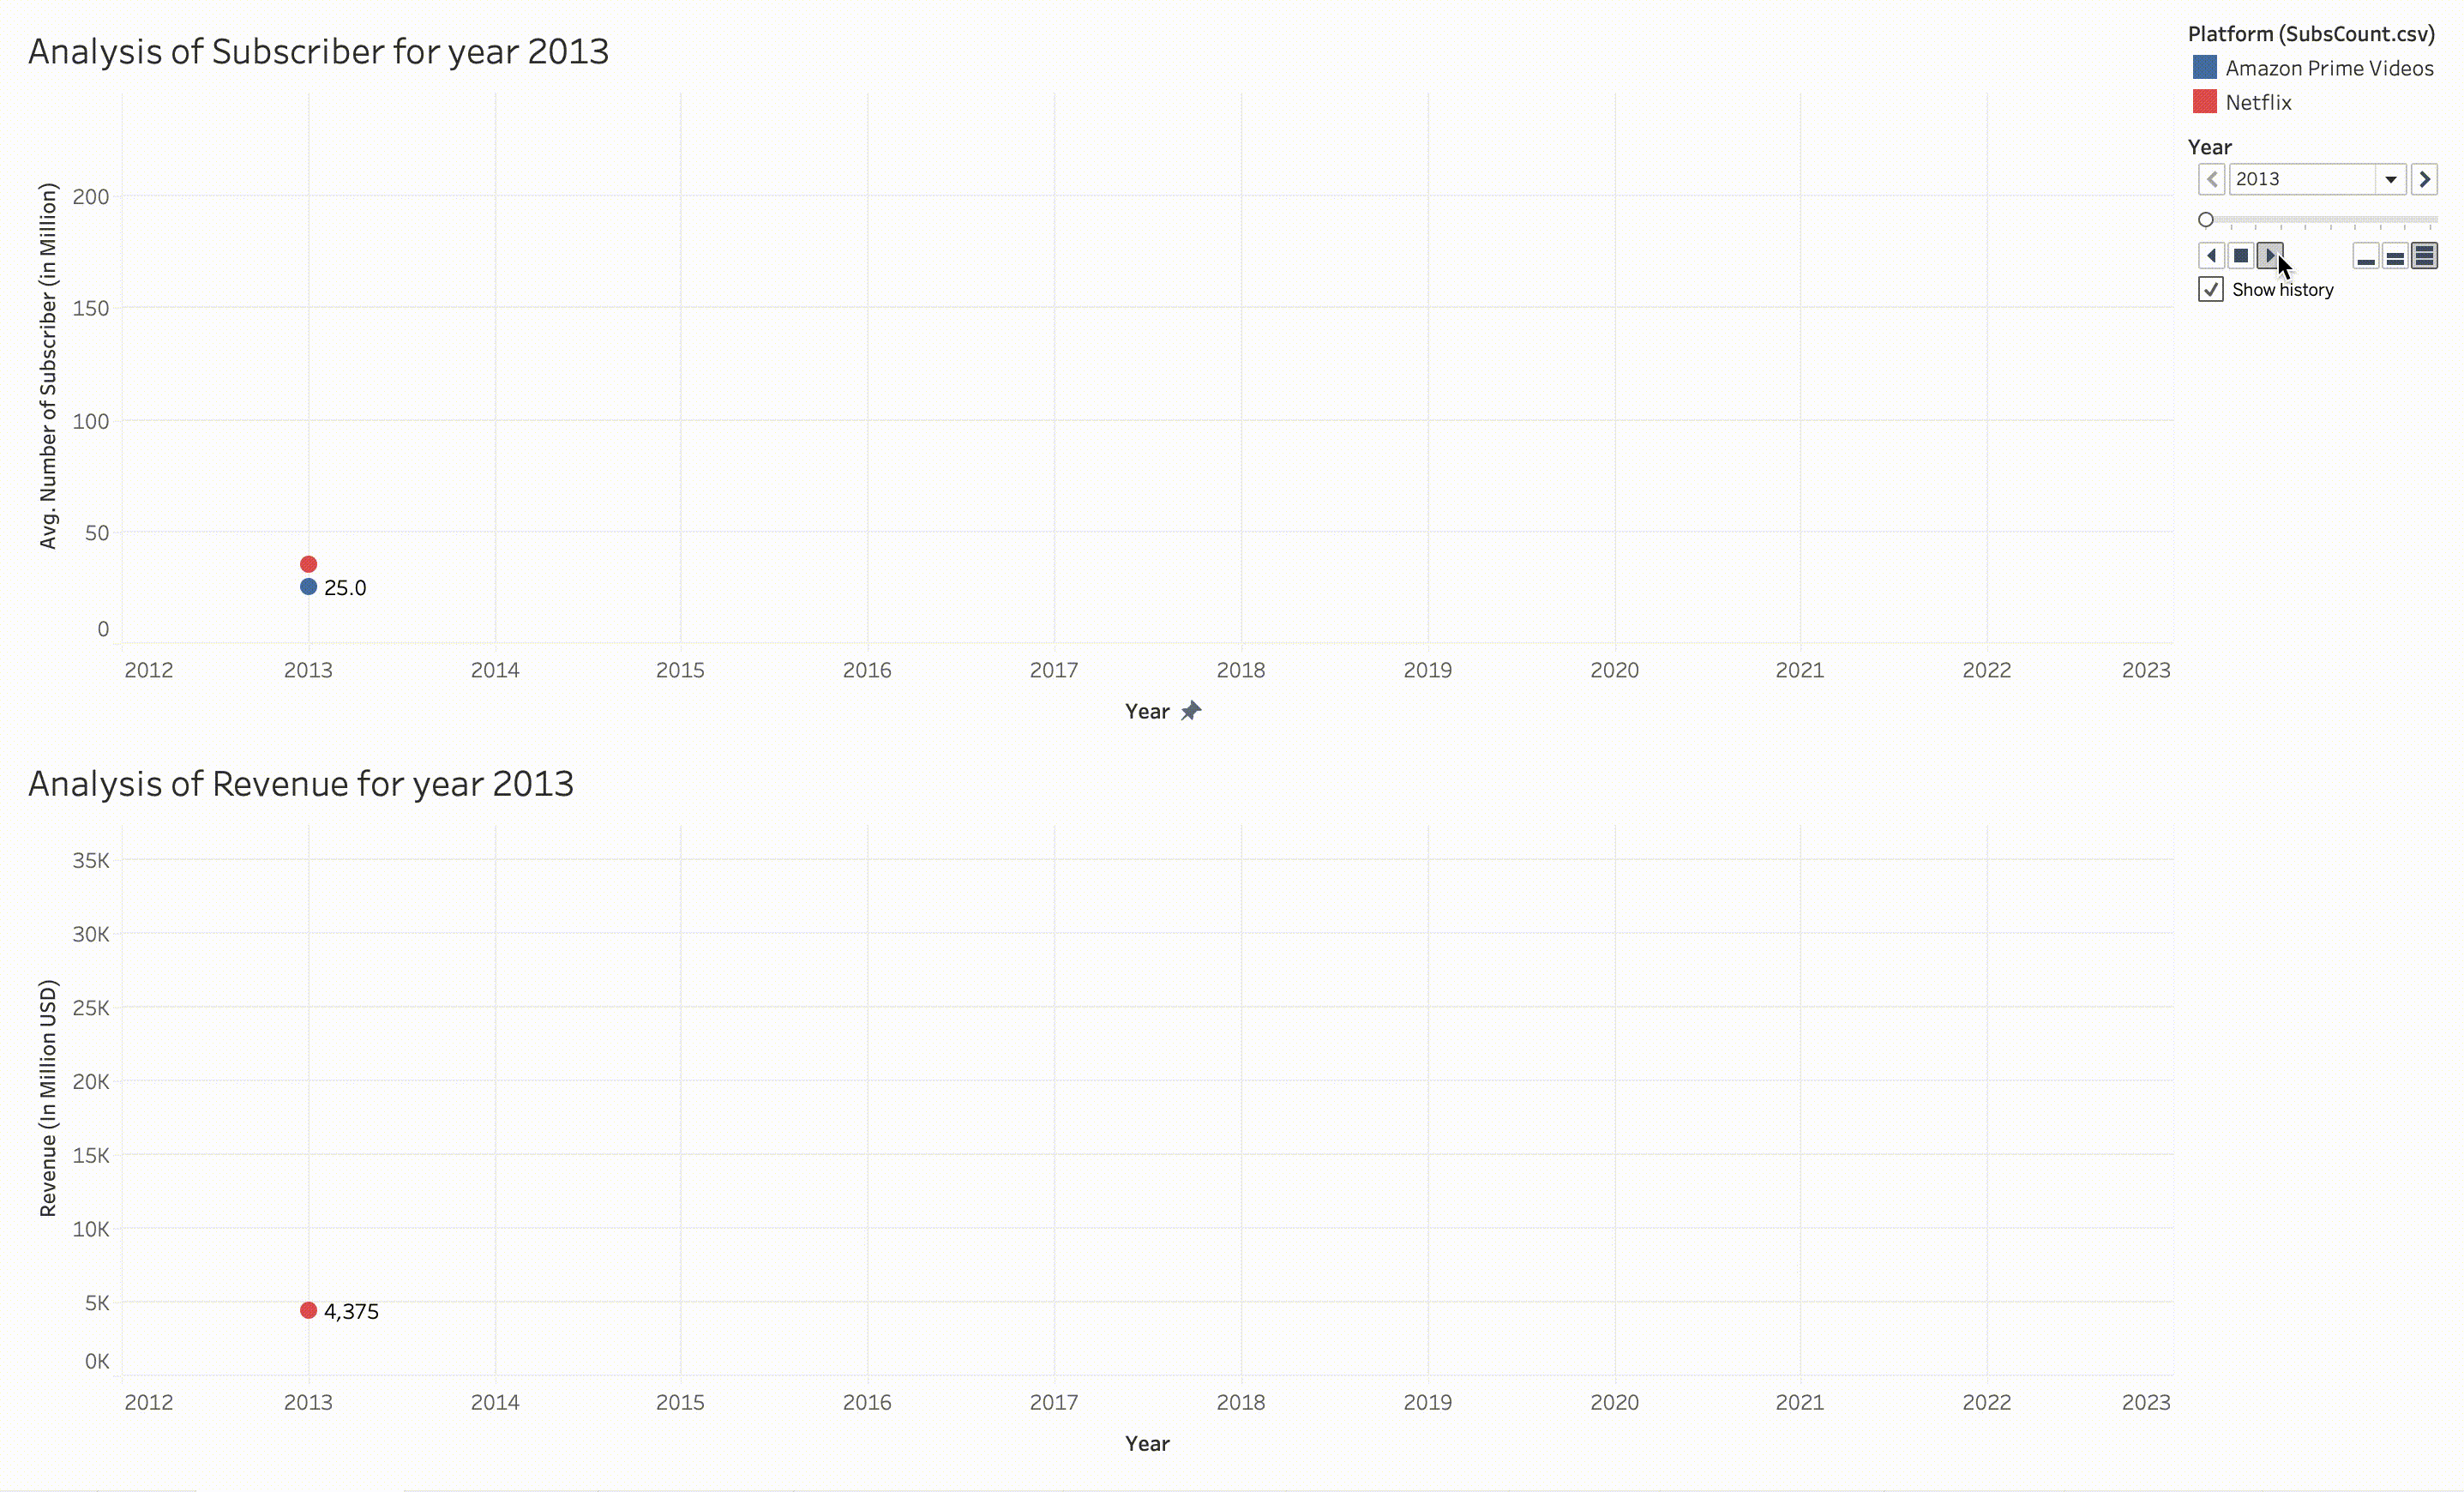 Analysis of Subscriber for year 2013
Avg. Number of Subscriber (in Million)
200
150
100
50
0
25.0
2012 2013 2014 2015 2016 2017 2018 2019 2020 2021 2022 2023
Year
Analysis of Revenue for year 2013
Revenue (In Million USD)
35K
30K
25K
20K
15K
10K
5K
0K
4,375
2012 2013 2014 2015 2016 2017 2018 2019 2020 2021 2022 2023
Year
Platform (SubsCount.csv)
Amazon Prime Videos
Netflix
Year
2013
Show history